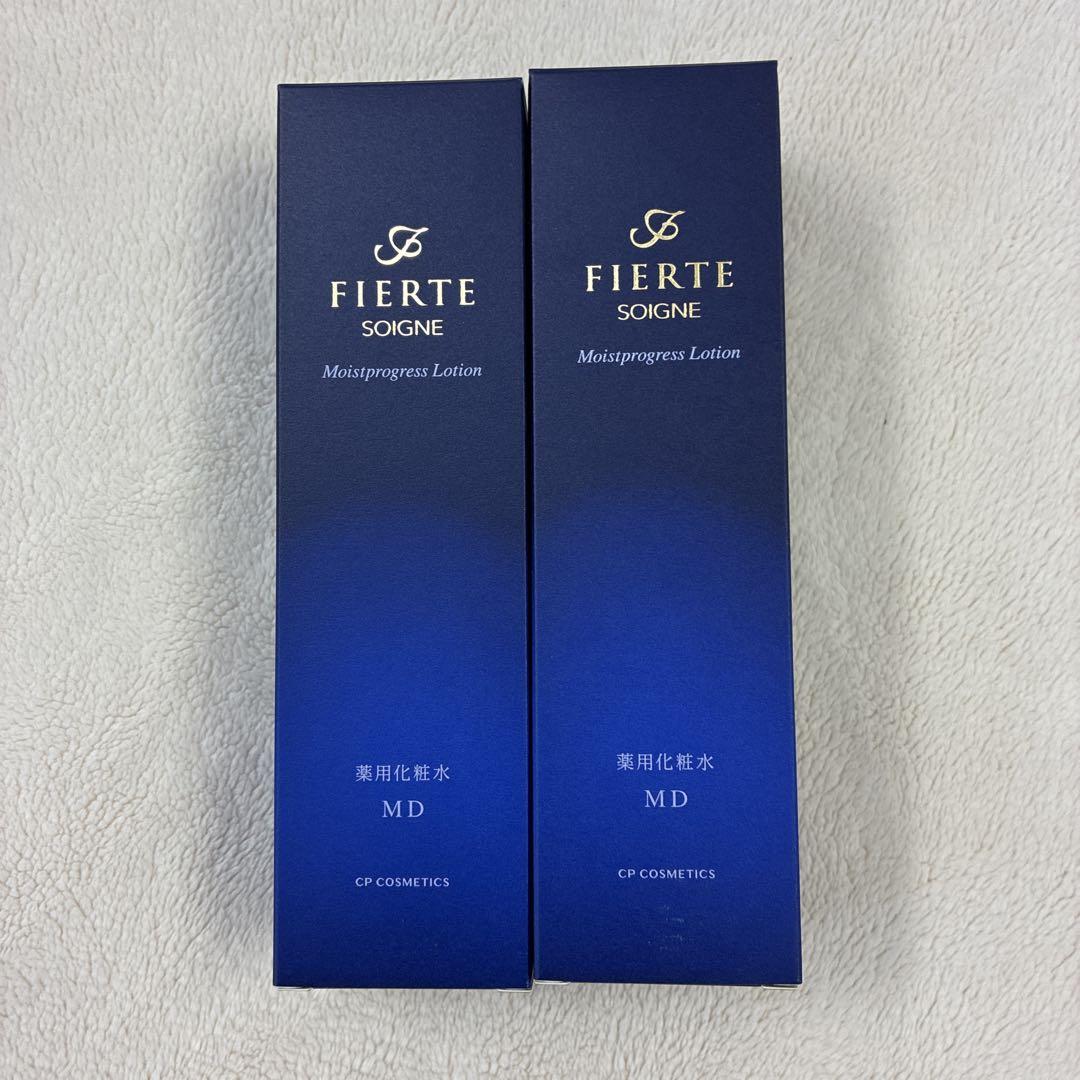 FIERTE
SOIGNE
Moistprogress Lotion
薬用化粧水
MD
CP COSMETICS
FIERTE
SOIGNE
Moistprogress Lotion
薬用化粧水
MD
CP COSMETICS